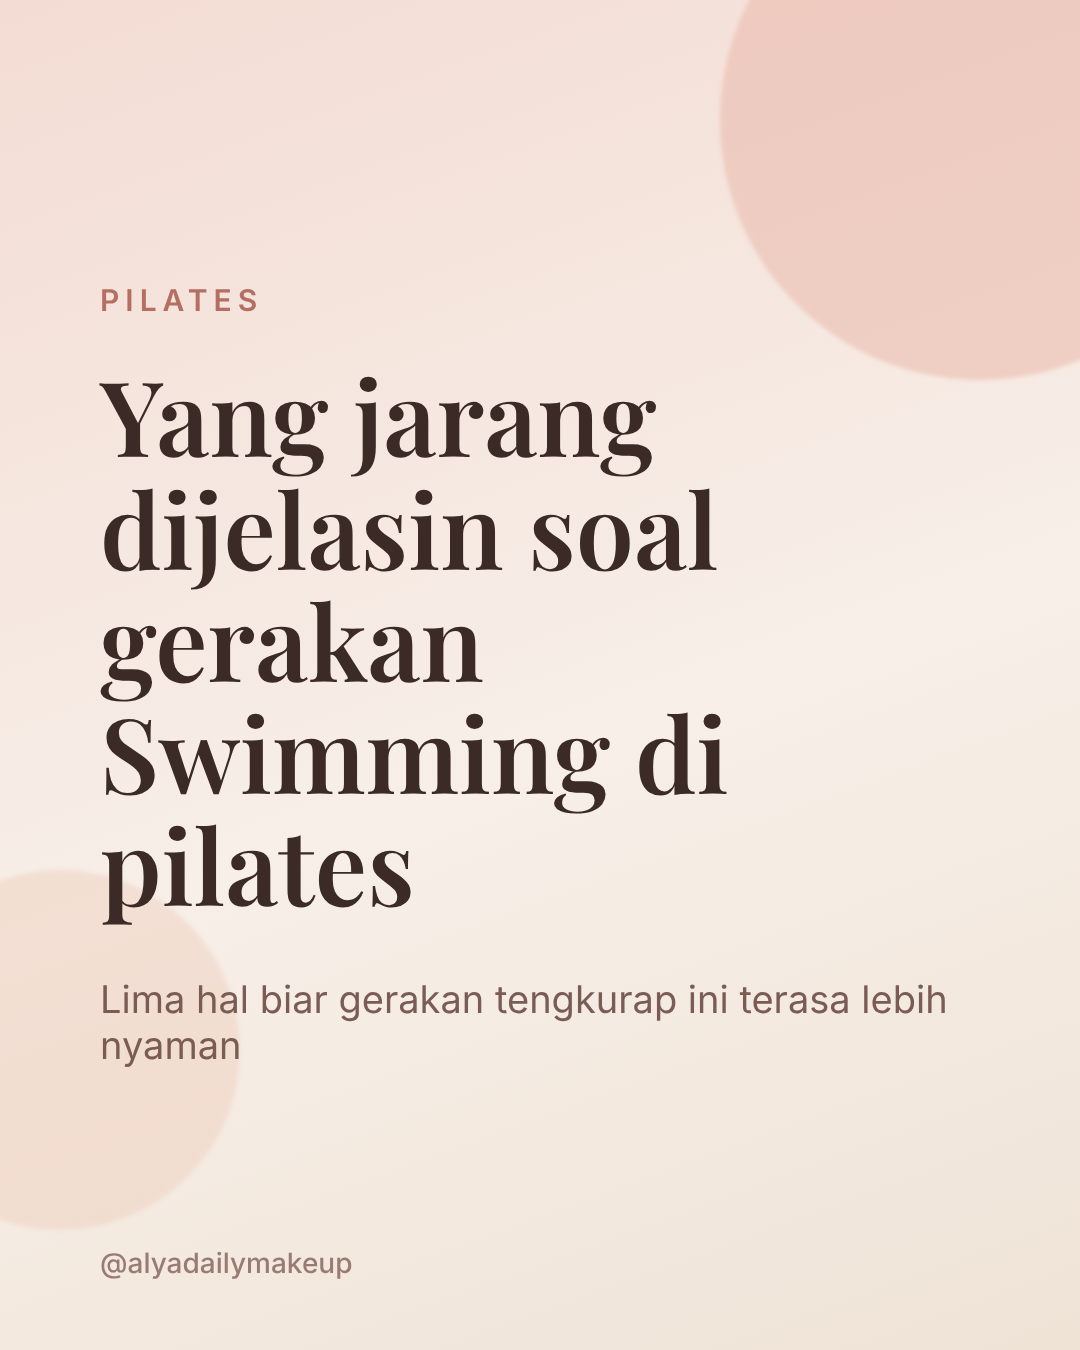 PILATES
Yang jarang
dijelasin soal
gerakan
Swimming di
pilates
Lima hal biar gerakan tengkurap ini terasa lebih
nyaman
@alyadailymakeup